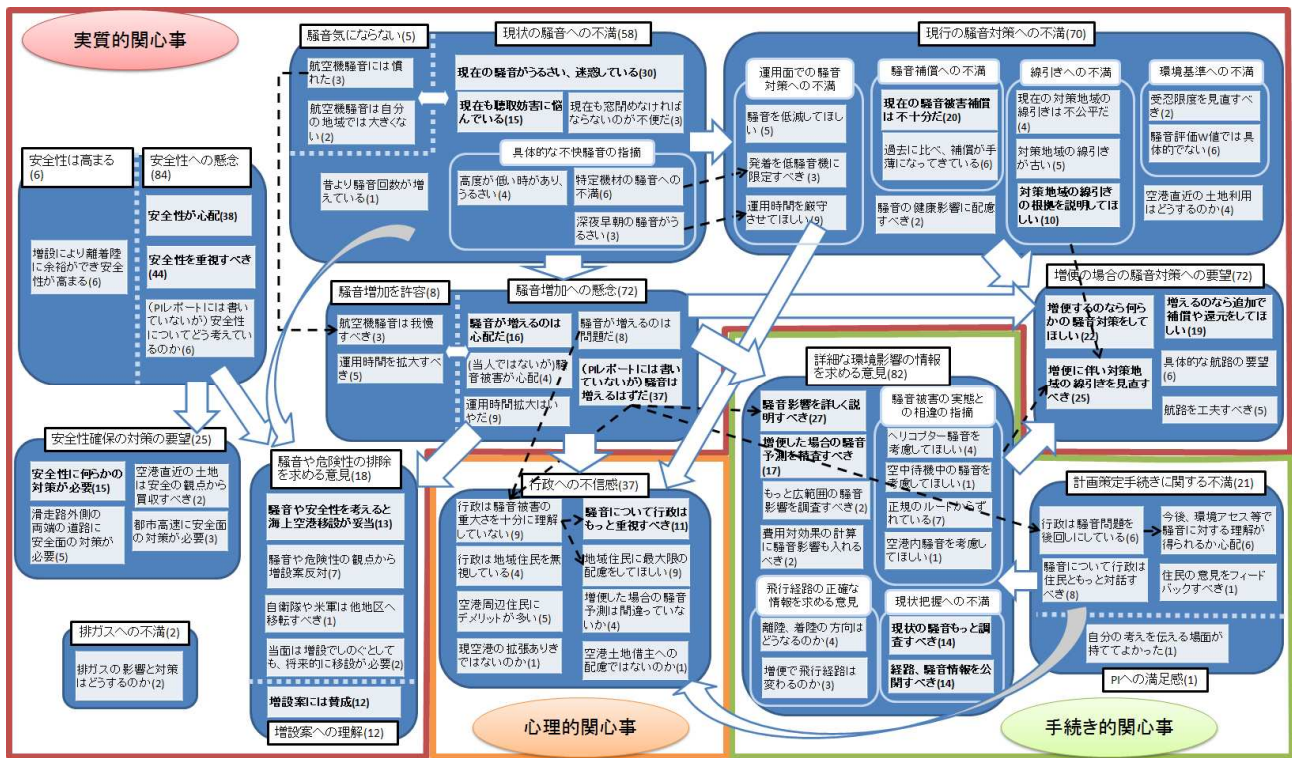 実質的関心事
騒音気にならない(5)
航空機騒音には慣
れた(3)
航空機騒音は自分
の地域では大きくな
い(2)
現状の騒音への不満(58)
現在の騒音がうるさい、迷惑している(30)
現在も聴取妨害に悩
んでいる(15)
現在も窓閉めなければ
ならないのが不便だ(3)
昔より騒音回数が増
えている(1)
具体的な不快騒音の指摘
高度が低い時があり、
うるさい(4)
特定機材の騒音への
不満(6)
深夜早朝の騒音がう
るさい(3)
現行の騒音対策への不満(70)
運用面での騒音
対策への不満
騒音を低減してほし
い(5)
発着を低騒音機に
限定すべき(3)
運用時間を厳守
させてほしい(9)
騒音補償への不満
現在の騒音被害補償
は不十分だ(20)
過去に比べ、補償が手
薄になってきている(6)
騒音の健康影響に配慮
すべき(2)
線引きへの不満
現在の対策地域の
線引きは不公平だ
(4)
対策地域の線引き
が古い(5)
対策地域の線引き
の根拠を説明してほ
しい(10)
環境基準への不満
受忍限度を見直すべ
き(2)
騒音評価W値では具
体的でない(6)
空港直近の土地利用
はどうするのか(4)
安全性は高まる
(6)
増設により離着陸
に余裕ができ安全
性が高まる(6)
安全性への懸念
(84)
安全性が心配(38)
安全性を重視すべき
(44)
(PIレポートには書い
ていないが)安全性
についてどう考えてい
るのか(6)
騒音増加を許容(8)
航空機騒音は我慢
すべき(3)
運用時間を拡大すべ
き(5)
騒音増加への懸念(72)
騒音が増えるのは
心配だ(16)
騒音が増えるのは
問題だ(8)
(当人ではないが)騒
音被害が心配(4)
(PIレポートには書い
ていないが)騒音は
増えるはずだ(37)
運用時間拡大はい
やだ(9)
増便の場合の騒音対策への要望(72)
増便するのなら何ら
かの騒音対策をして
ほしい(22)
増えるのなら追加で
補償や還元をしてほ
しい(19)
増便に伴い対策地
域の線引きを見直すべ
き(25)
具体的な航路の要望
(6)
航路を工夫すべき(5)
安全性確保の対策の要望(25)
安全性に何らかの
対策が必要(15)
空港直近の土地
は安全の観点から
買収すべき(2)
滑走路外側の
両端の道路に
安全面の対策が
必要(5)
都市高速に安全面
の対策が必要(3)
騒音や危険性の排除
を求める意見(18)
騒音や安全性を考えると
海上空港移設が妥当(13)
騒音や危険性の観点から
増設案反対(7)
自衛隊や米軍は他地区へ
移転すべき(1)
当面は増設でしのぐとして
も、将来的に移設が必要(2)
増設案には賛成(12)
増設案への理解(12)
排ガスへの不満(2)
排ガスの影響と対策
はどうするのか(2)
行政への不信感(37)
行政は騒音被害の
重大さを十分に理解
していない(9)
騒音について行政は
もっと重視すべき(11)
行政は地域住民を無
視している(4)
地域住民に最大限の
配慮をしてほしい(9)
空港周辺住民に
デメリットが多い(5)
増便した場合の騒音
予測は間違っていな
いか(4)
現空港の拡張ありき
ではないのか(1)
空港土地借主への
配慮ではないのか(1)
心理的関心事
詳細な環境影響の情報
を求める意見(82)
騒音影響を詳しく説
明すべき(27)
増便した場合の騒音
予測を精査すべき
(17)
もっと広範囲の騒音
影響を調査すべき(2)
費用対効果の計算
に騒音影響も入れる
べき(2)
騒音被害の実態と
の相違の指摘
ヘリコプター騒音を
考慮してほしい(4)
空中待機中の騒音を
考慮してほしい(1)
正規のルートからず
れている(7)
空港内騒音を考慮し
てほしい(1)
飛行経路の正確な
情報を求める意見
離陸、着陸の方向は
どうなるのか(4)
増便で飛行経路は
変わるのか(3)
現状把握への不満
現状の騒音もっと調
査すべき(14)
経路、騒音情報を公
開すべき(14)
計画策定手続きに関する不満(21)
行政は騒音問題を
後回しにしている(6)
今後、環境アセス等で
騒音に対する理解が
得られるか心配(6)
騒音について行政は
住民ともっと対話す
べき(8)
住民の意見をフィード
バックすべき(1)
自分の考えを伝える場面が
持ててよかった(1)
PIへの満足感(1)
手続き的関心事